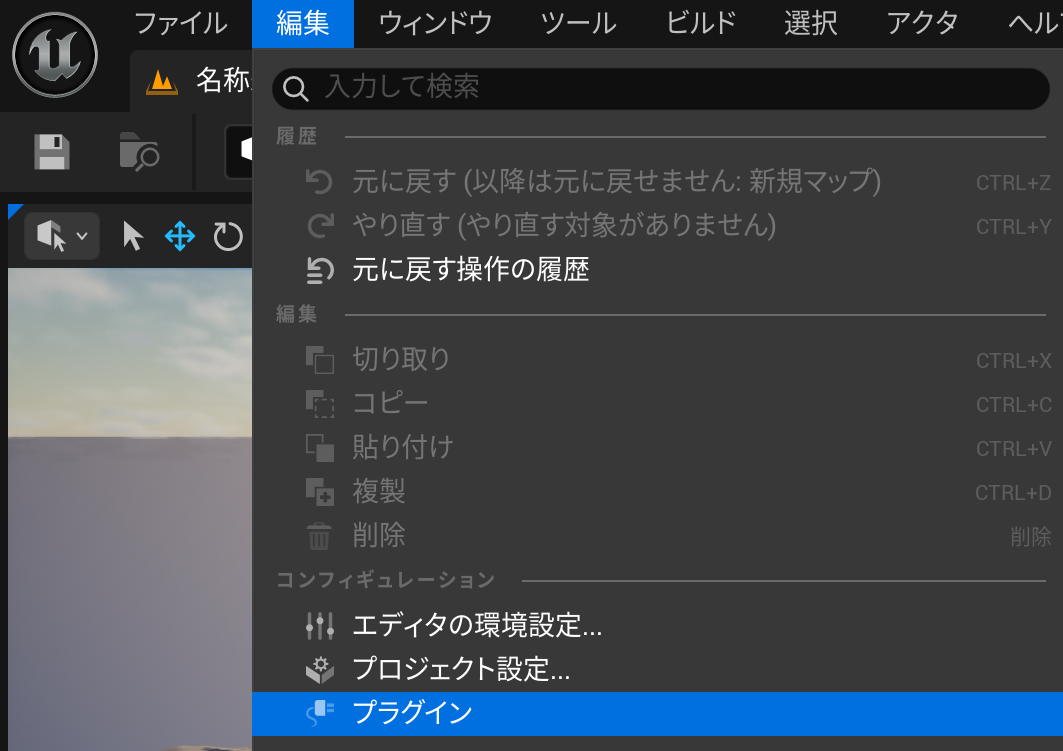 ファイル 編集 ウィンドウ ツール ビルド 選択 アクタ ヘル
名称
入力して検索
履歴
元に戻す (以降は元に戻せません: 新規マップ) CTRL+Z
やり直す (やり直す対象がありません) CTRL+Y
元に戻す操作の履歴
編集
切り取り CTRL+X
コピー CTRL+C
貼り付け CTRL+V
複製 CTRL+D
削除 削除
コンフィギュレーション
エディタの環境設定...
プロジェクト設定...
プラグイン